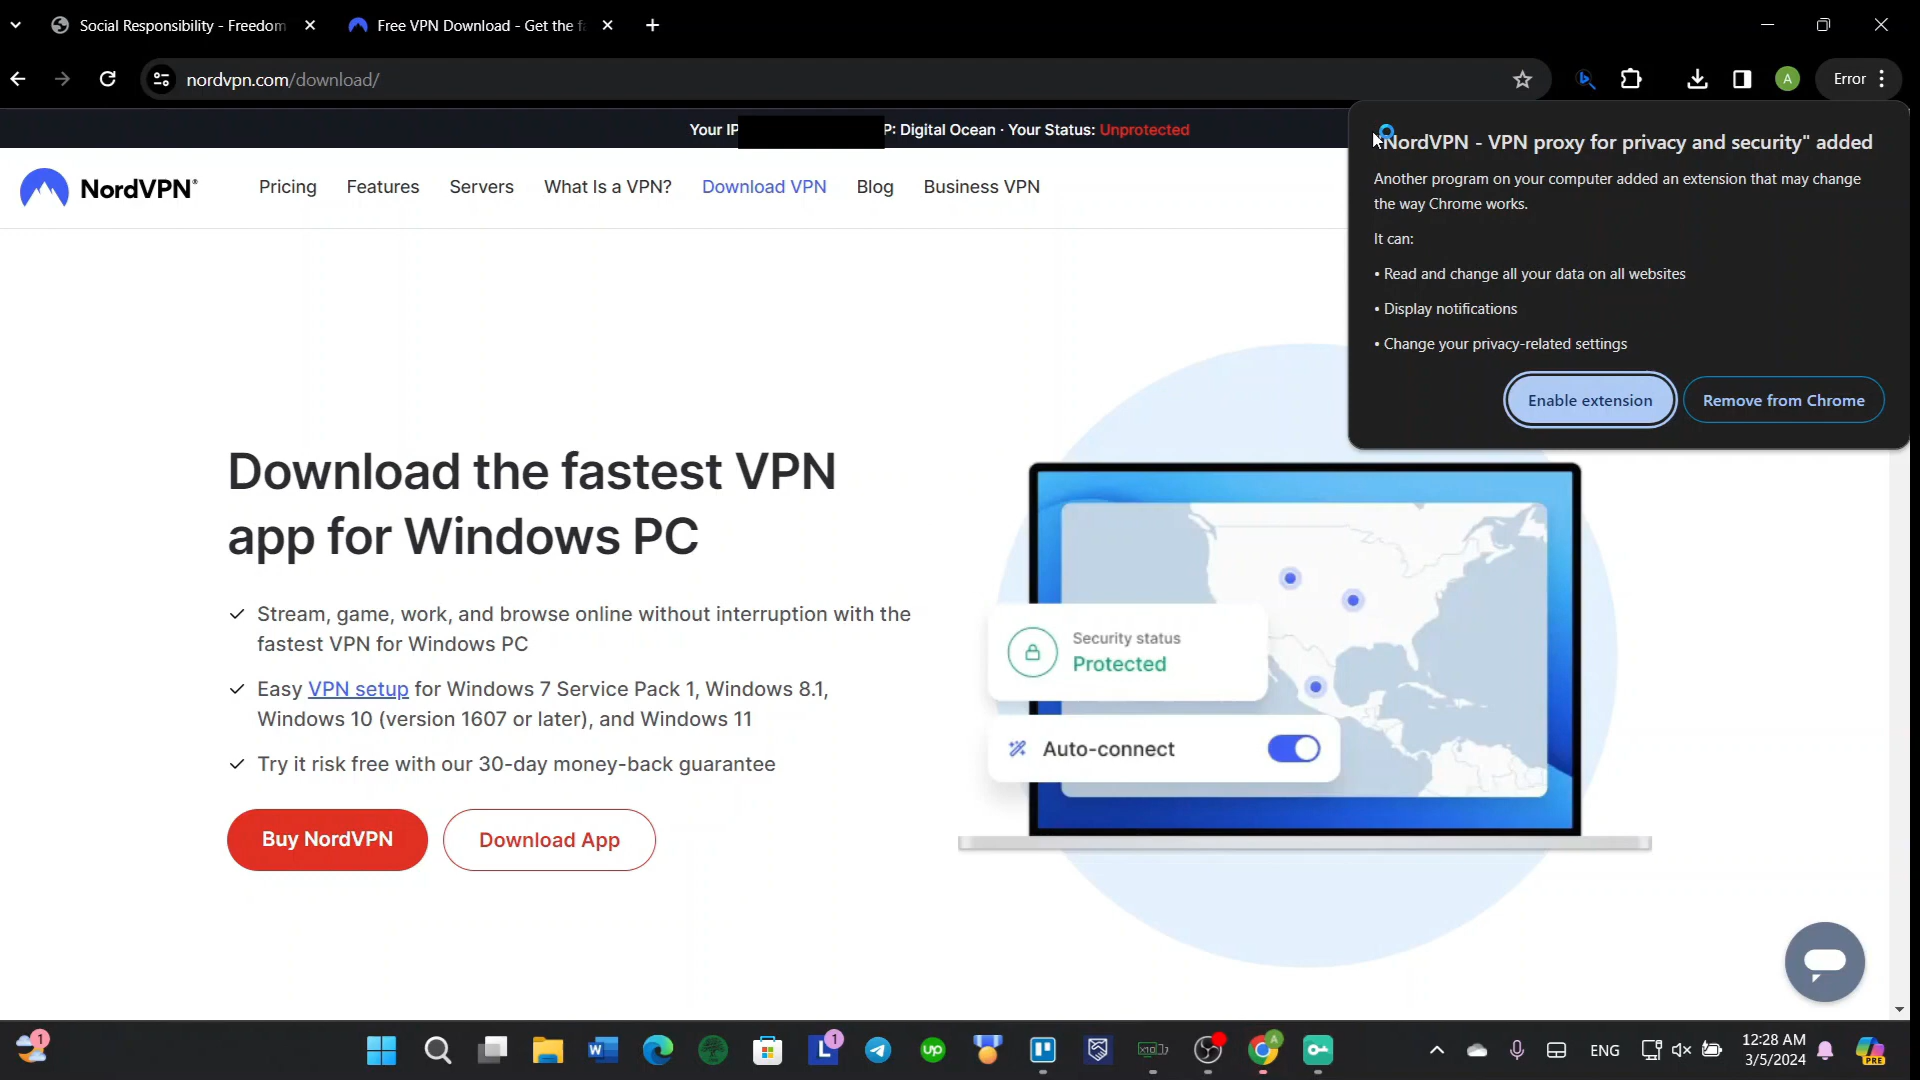 Social Responsibility - Freedom
Free VPN Download - Get the f
nordvpn.com/download/
A
Error
Your IP
P: Digital Ocean · Your Status: Unprotected
NordVPN®
Pricing
Features
Servers
What Is a VPN?
Download VPN
Blog
Business VPN
"NordVPN - VPN proxy for privacy and security" added
Another program on your computer added an extension that may change
the way Chrome works.
It can:
• Read and change all your data on all websites
• Display notifications
• Change your privacy-related settings
Enable extension
Remove from Chrome
Download the fastest VPN
app for Windows PC
Stream, game, work, and browse online without interruption with the
fastest VPN for Windows PC
Easy VPN setup for Windows 7 Service Pack 1, Windows 8.1,
Windows 10 (version 1607 or later), and Windows 11
Try it risk free with our 30-day money-back guarantee
Buy NordVPN
Download App
Security status
Protected
Auto-connect
1
W
L
1
up
A
ENG
12:28 AM
3/5/2024
PRE